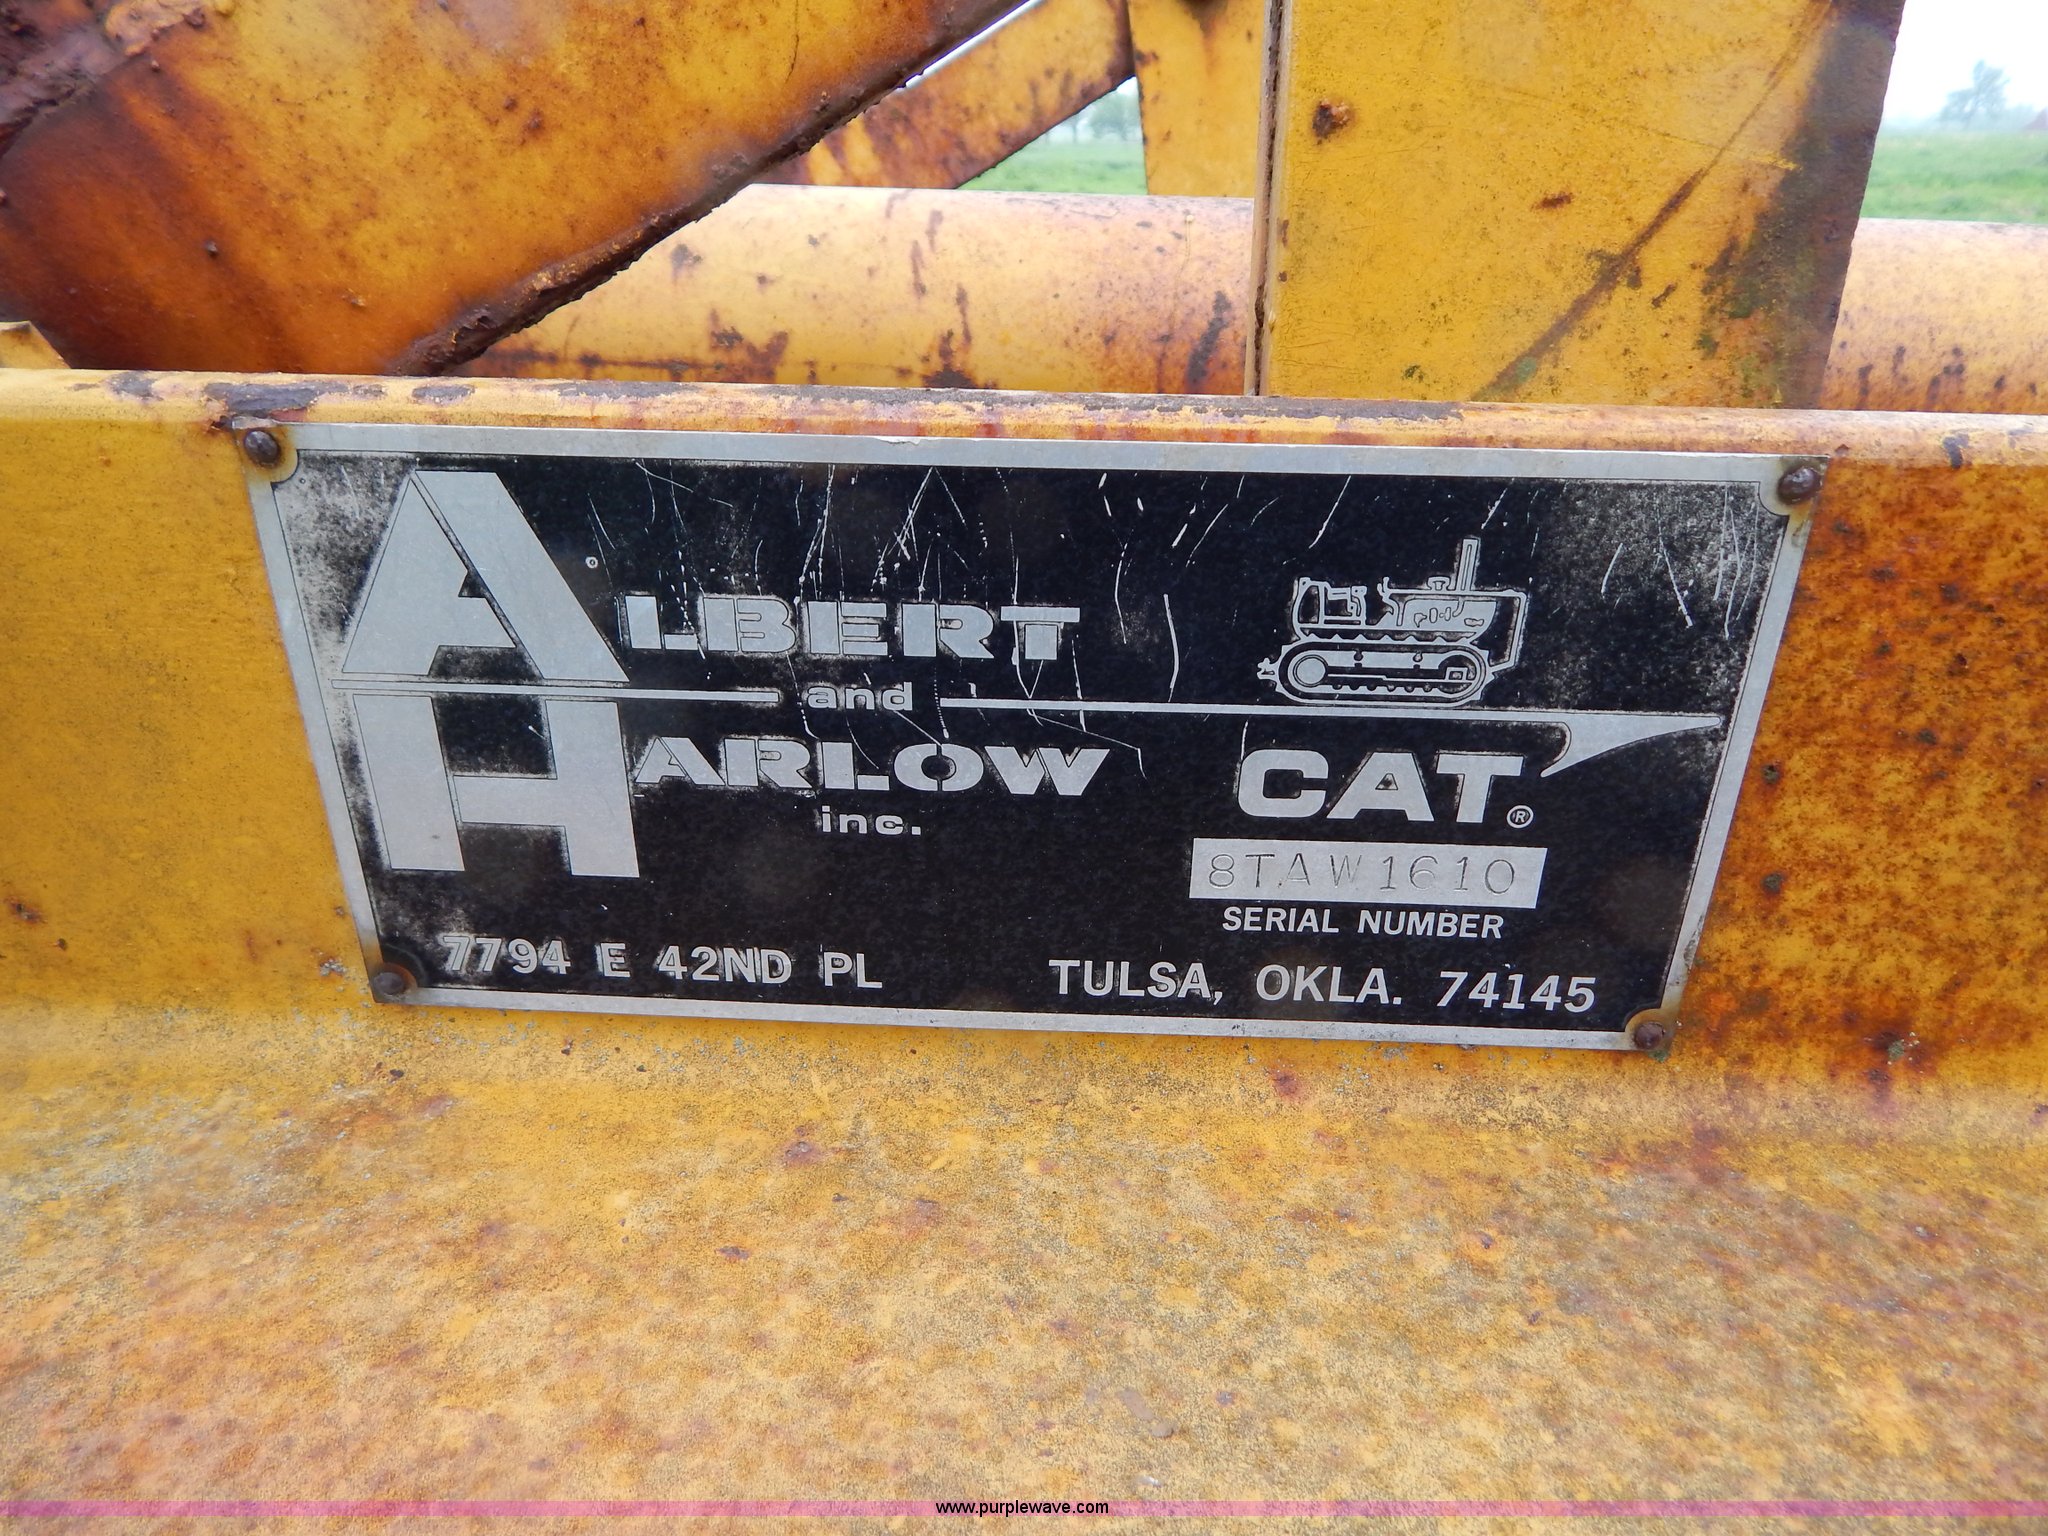 ALBERT
and
HARLOW
inc.
CAT®
8TAW1610
SERIAL NUMBER
7794 E 42ND PL TULSA, OKLA. 74145
www.purplewave.com